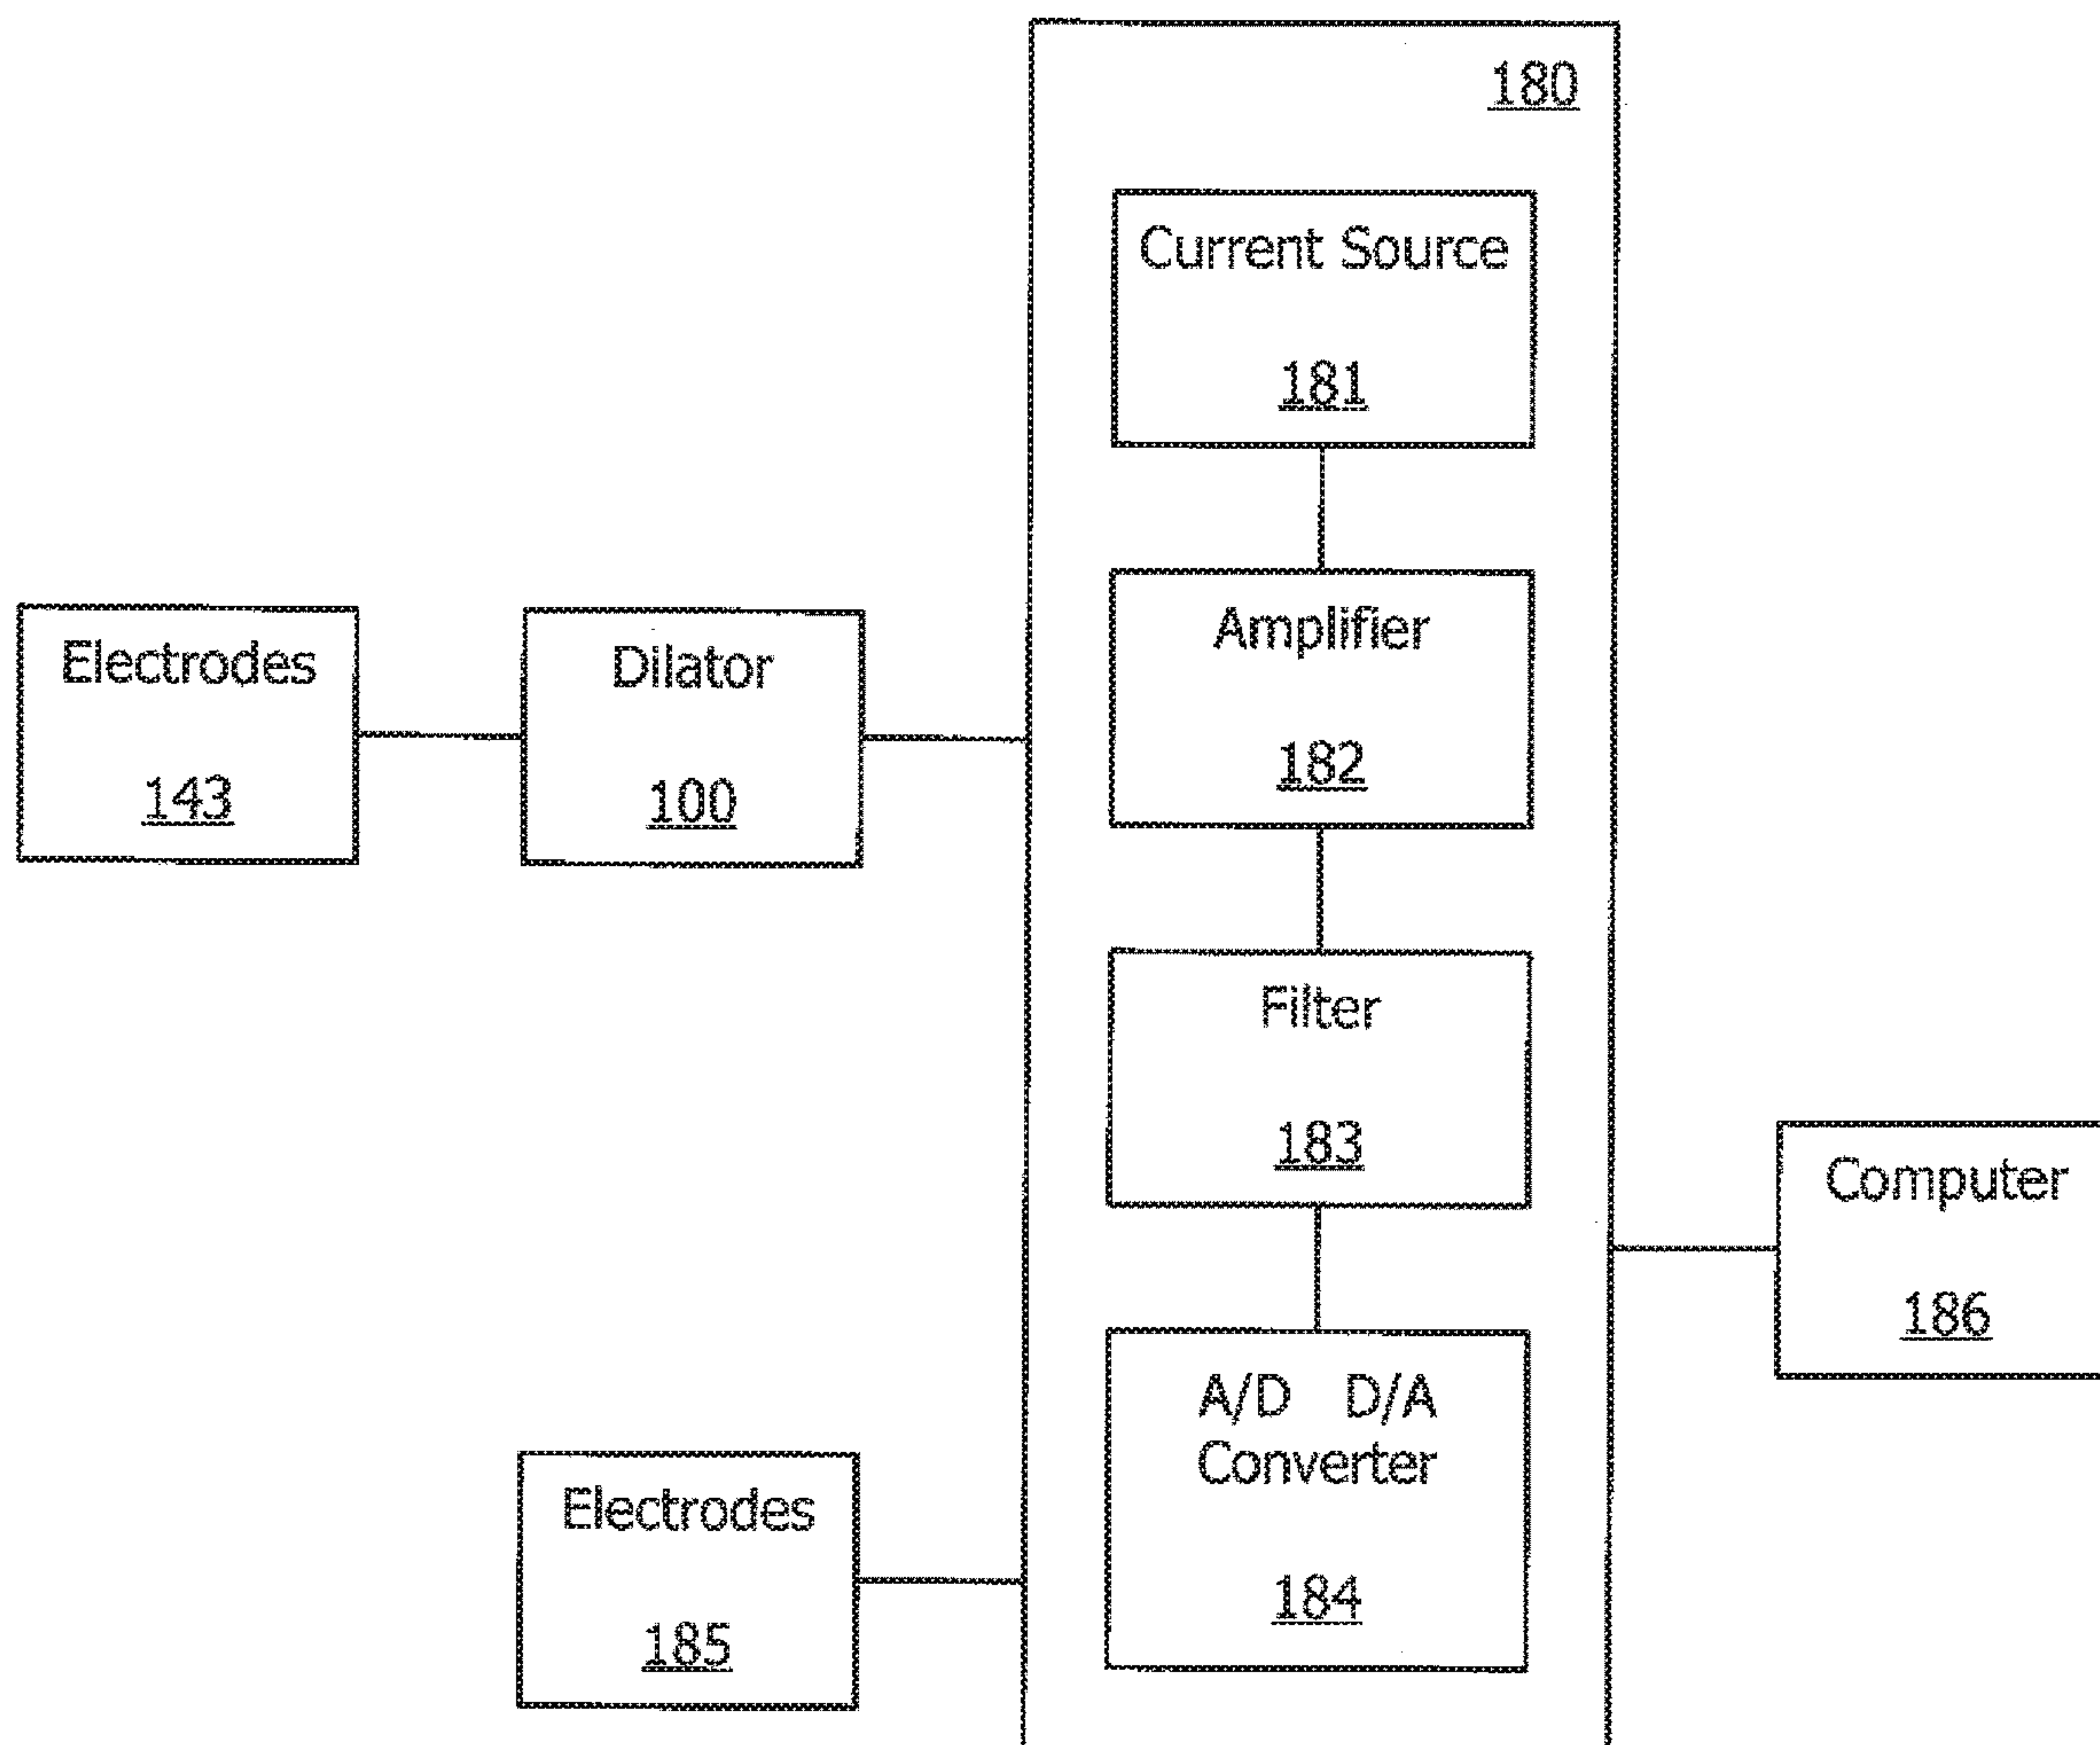 180
Current Source
181
Amplifier
182
Electrodes
143
Dilator
100
Filter
183
Computer
186
A/D D/A
Converter
184
Electrodes
185